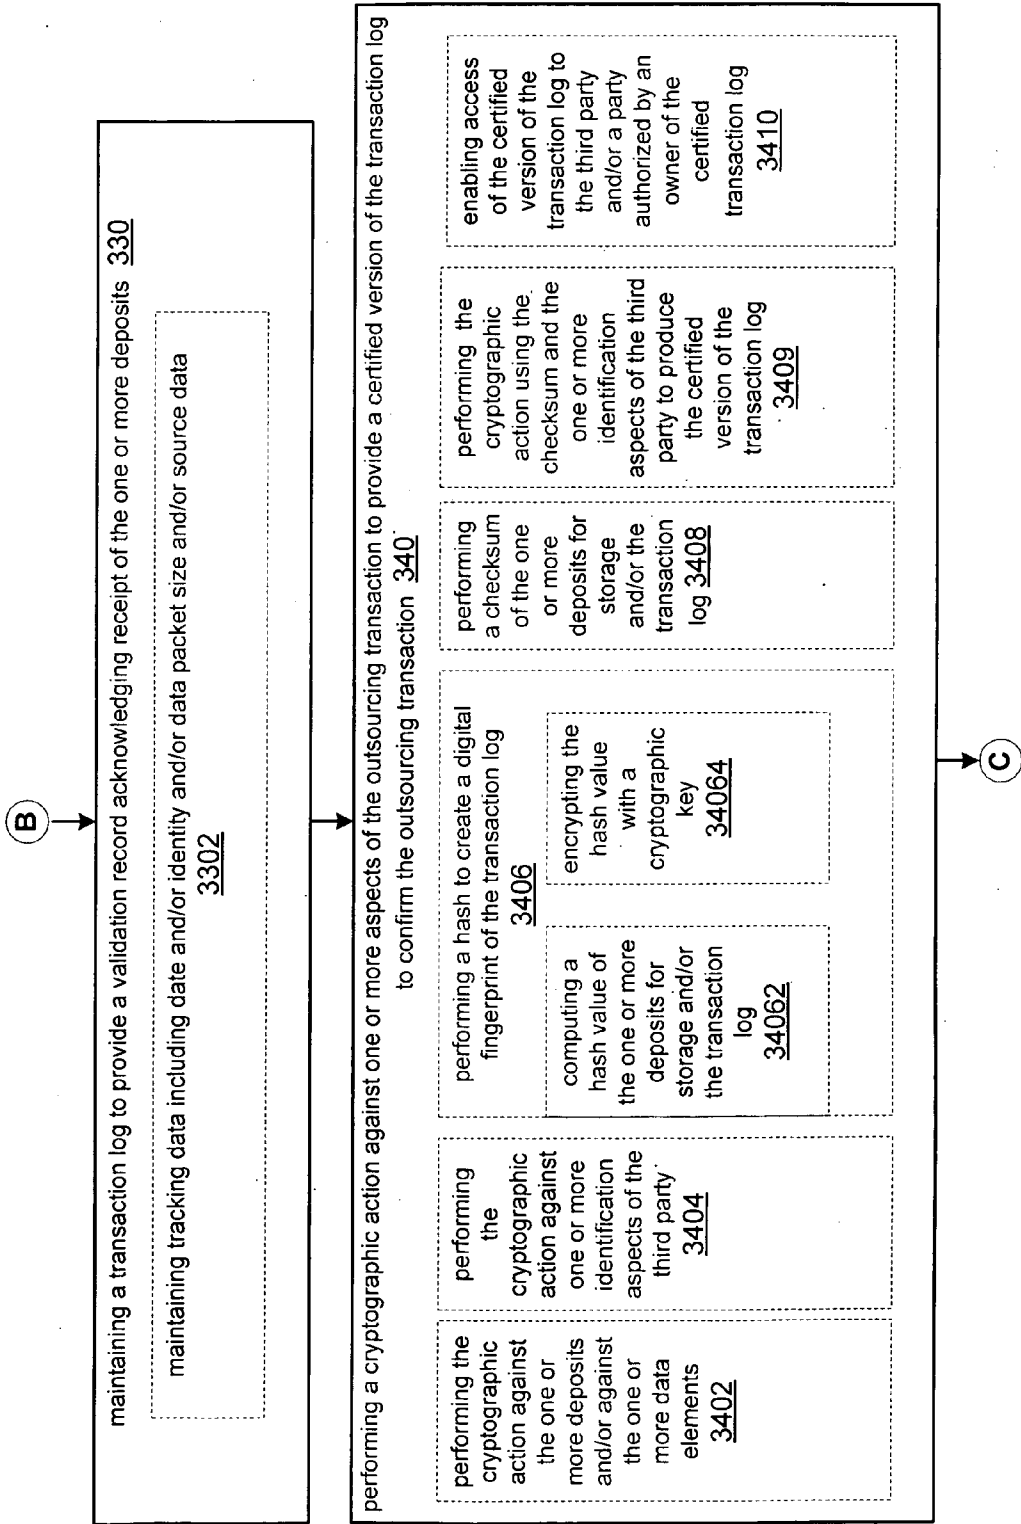 B
maintaining a transaction log to provide a validation record acknowledging receipt of the one or more deposits 330
maintaining tracking data including date and/or identity and/or data packet size and/or source data
3302
performing a cryptographic action against one or more aspects of the outsourcing transaction to provide a certified version of the transaction log
to confirm the outsourcing transaction 340
performing the
cryptographic
action against
the one or
more deposits
and/or against
the one or
more data
elements
3402
performing
the
cryptographic
action against
one or more
identification
aspects of the
third party
3404
performing a hash to create a digital
fingerprint of the transaction log
3406
computing a
hash value of
the one or more
deposits for
storage and/or
the transaction
log
34062
encrypting the
hash value
with a
cryptographic
key
34064
performing
a checksum
of the one
or more
deposits for
storage
and/or the
transaction
log 3408
performing the
cryptographic
action using the
checksum and the
one or more
identification
aspects of the third
party to produce
the certified
version of the
transaction log
3409
enabling access
of the certified
version of the
transaction log to
the third party
and/or a party
authorized by an
owner of the
certified
transaction log
3410
C